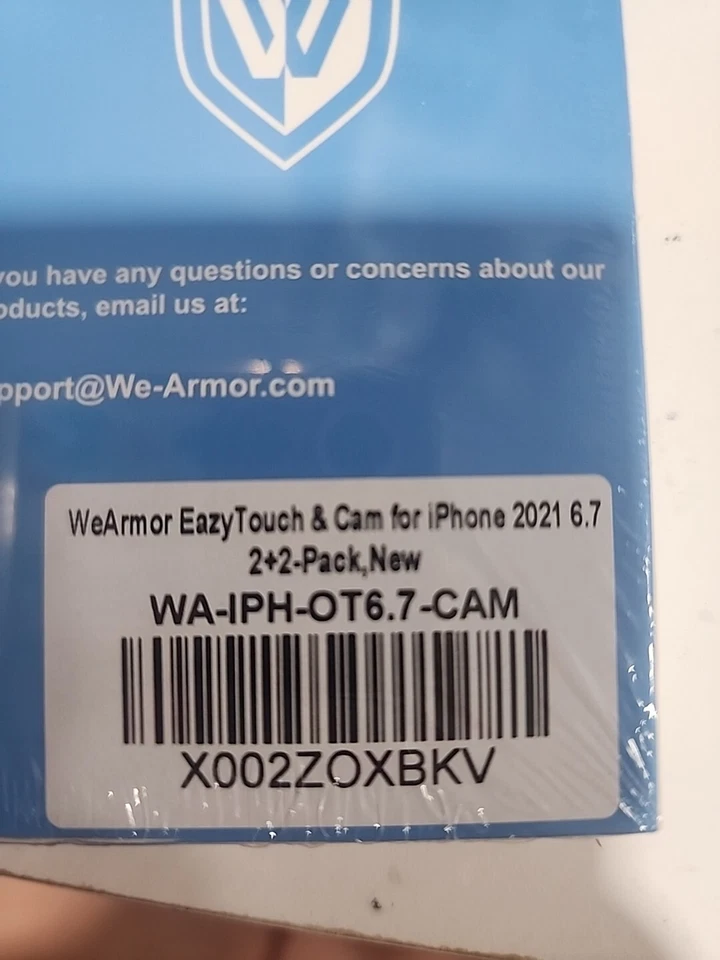 W
you have any questions or concerns about our
oducts, email us at:
pport@We-Armor.com
WeArmor EazyTouch & Cam for iPhone 2021 6.7
2+2-Pack,New
WA-IPH-OT6.7-CAM
X002ZOXBKV